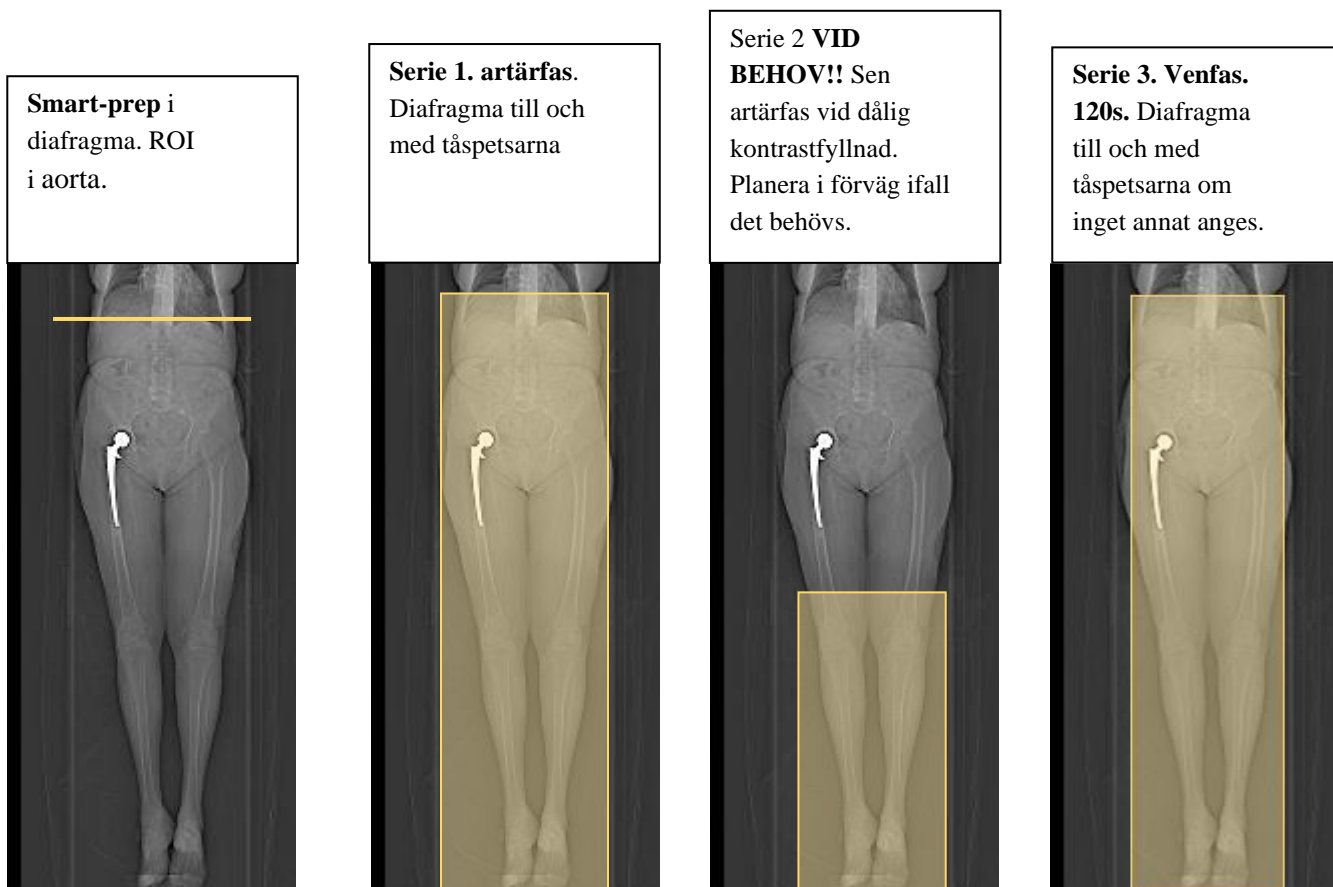 Smart-prep i
diafragma. ROI
i aorta.
Serie 1. artärfas.
Diafragma till och
med tåspetsarna
Serie 2 VID
BEHOV!! Sen
artärfas vid dålig
kontrastfyllnad.
Planera i förväg ifall
det behövs.
Serie 3. Venfas.
120s. Diafragma
till och med
tåspetsarna om
inget annat anges.